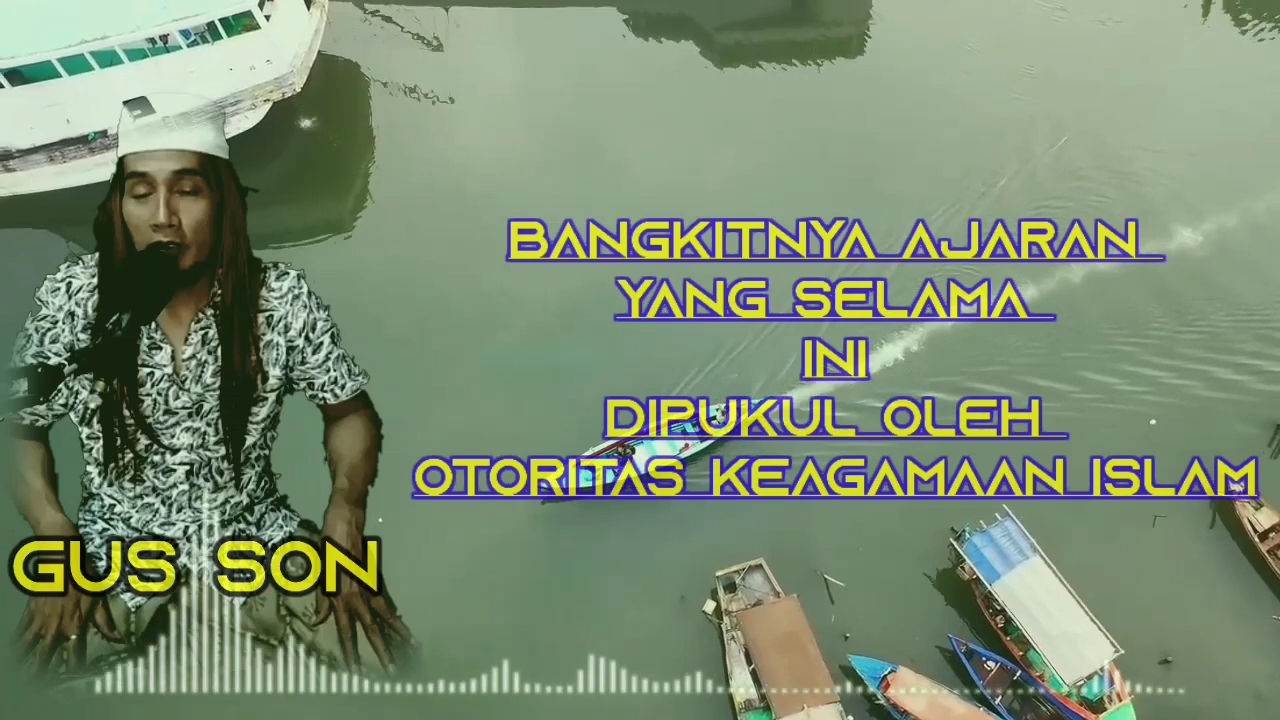 BANGKITNYA AJARAN
YANG SELAMA
INI
DIPUKUL OLEH
OTORITAS KEAGAMAAN ISLAM
GUS SON